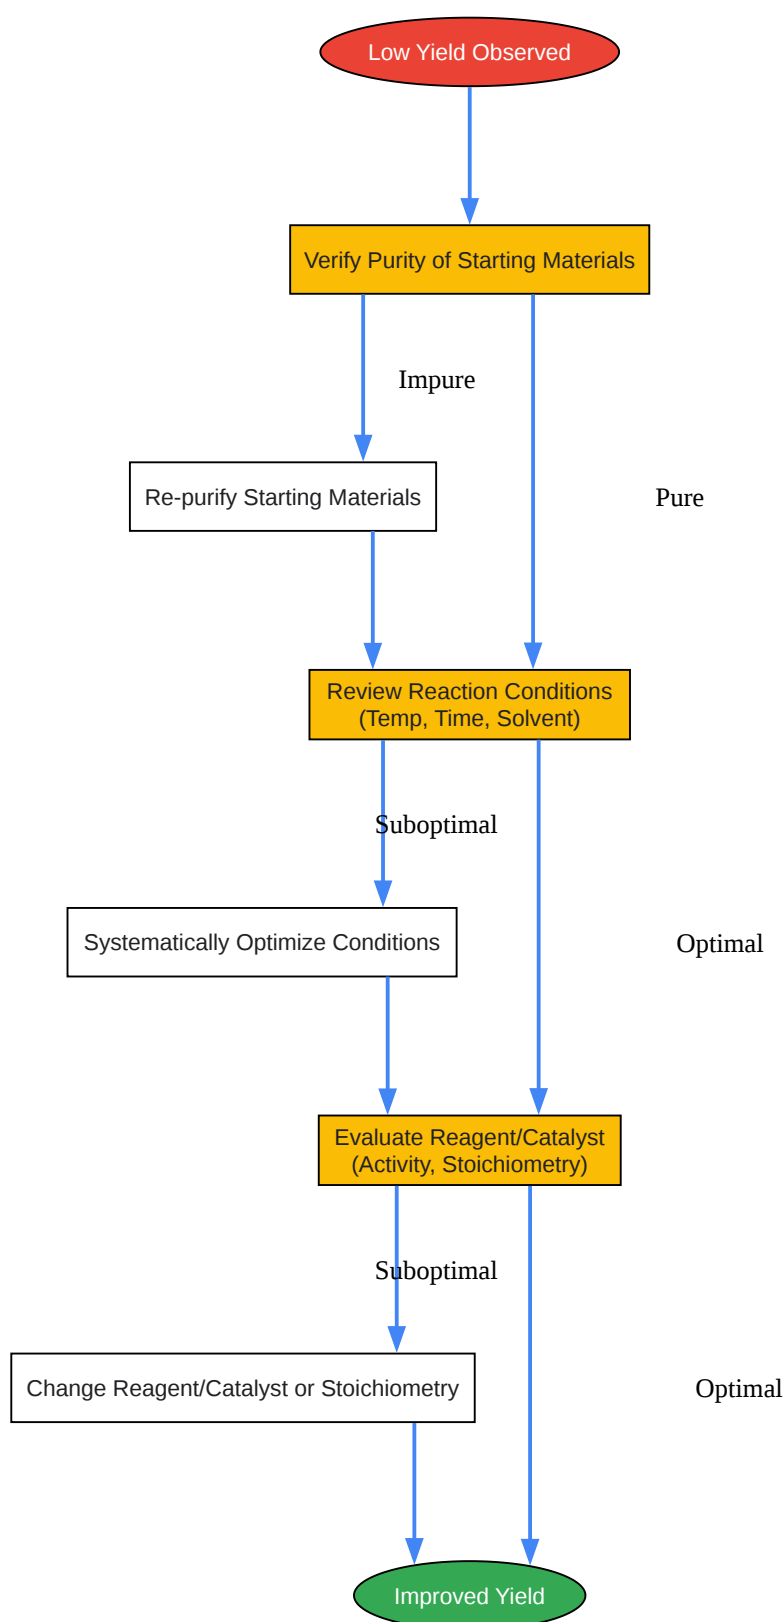 Low Yield Observed
Verify Purity of Starting Materials
Impure
Re-purify Starting Materials
Pure
Review Reaction Conditions
(Temp, Time, Solvent)
Suboptimal
Systematically Optimize Conditions
Optimal
Evaluate Reagent/Catalyst
(Activity, Stoichiometry)
Suboptimal
Change Reagent/Catalyst or Stoichiometry
Optimal
Improved Yield